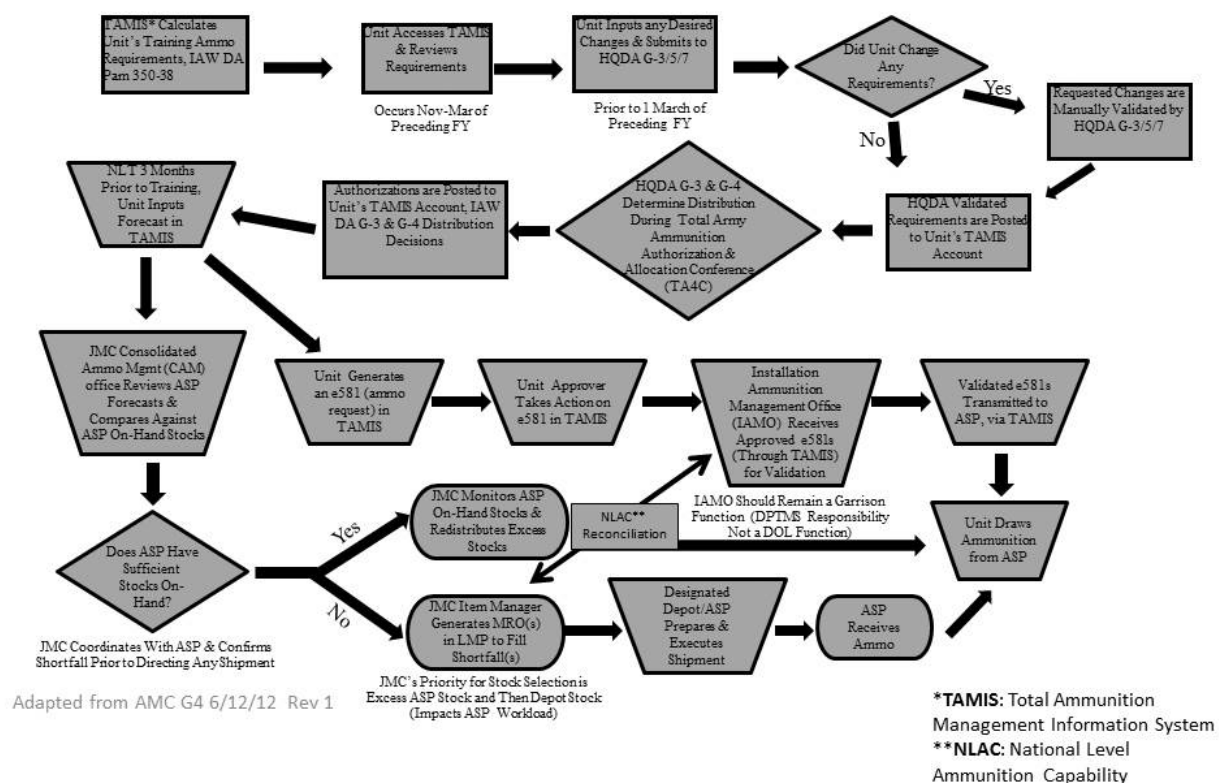 TAMIS* Calculates
Unit's Training Ammo
Requirements, IAW DA
Pam 350-38
Unit Accesses TAMIS
& Reviews
Requirements
Occurs Nov-Mar of
Preceding FY
Unit Inputs any Desired
Changes & Submits to
HQDA G-3/5/7
Prior to 1 March of
Preceding FY
Did Unit Change
Any
Requirements?
Yes
No
Requested Changes are
Manually Validated by
HQDA G-3/5/7
HQDA Validated
Requirements are Posted
to Unit's TAMIS
Account
HQDA G-3 & G-4
Determine Distribution
During Total Army
Ammunition
Authorization &
Allocation Conference
(TA4C)
Authorizations are Posted to
Unit's TAMIS Account, IAW
DA G-3 & G-4 Distribution
Decisions
NLT 3 Months
Prior to Training,
Unit Inputs
Forecast in
TAMIS
JMC Consolidated
Ammo Mgmt (CAM)
office Reviews ASP
Forecasts &
Compares Against
ASP On-Hand Stocks
Unit Generates
an e581 (ammo
request) in
TAMIS
Unit Approver
Takes Action on
e581 in TAMIS
Installation
Ammunition
Management Office
(IAMO) Receives
Approved e581s
(Through TAMIS)
for Validation
IAMO Should Remain a Garrison
Function (DPTMS Responsibility
Not a DOL Function)
Validated e581s
Transmitted to
ASP, via TAMIS
Unit Draws
Ammunition
from ASP
Does ASP Have
Sufficient
Stocks On-
Hand?
JMC Coordinates With ASP & Confirms
Shortfall Prior to Directing Any Shipment
Yes
No
JMC Monitors ASP
On-Hand Stocks &
Redistributes Excess
Stocks
NLAC**
Reconciliation
JMC Item Manager
Generates MRO(s)
in LMP to Fill
Shortfall(s)
JMC's Priority for Stock Selection is
Excess ASP Stock and Then Depot Stock
(Impacts ASP Workload)
Designated
Depot/ASP
Prepares &
Executes
Shipment
ASP
Receives
Ammo
Adapted from AMC G4 6/12/12 Rev 1
*TAMIS: Total Ammunition
Management Information System
**NLAC: National Level
Ammunition Capability